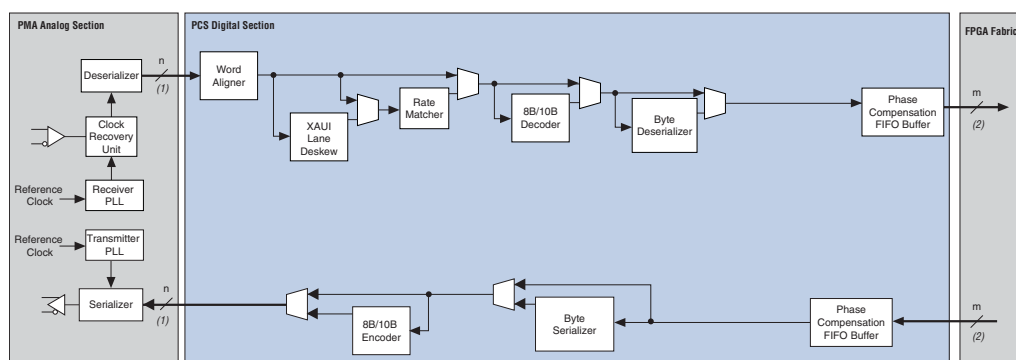 PMA Analog Section
PCS Digital Section
FPGA Fabric
n
(1)
Deserializer
Word
Aligner
Clock
Recovery
Unit
XAUI
Lane
Deskew
Rate
Matcher
8B/10B
Decoder
Byte
Deserializer
Phase
Compensation
FIFO Buffer
m
(2)
Reference
Clock
Receiver
PLL
Reference
Clock
Transmitter
PLL
Serializer
n
(1)
8B/10B
Encoder
Byte
Serializer
Phase
Compensation
FIFO Buffer
m
(2)